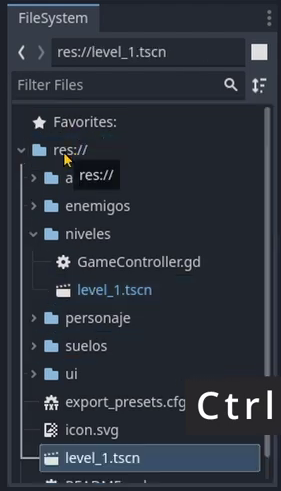 FileSystem
res://level_1.tscn
Filter Files
Favorites:
res://
a
res://
enemigos
niveles
GameController.gd
level_1.tscn
personaje
suelos
ui
export_presets.cfg
Ctrl
icon.svg
level_1.tscn